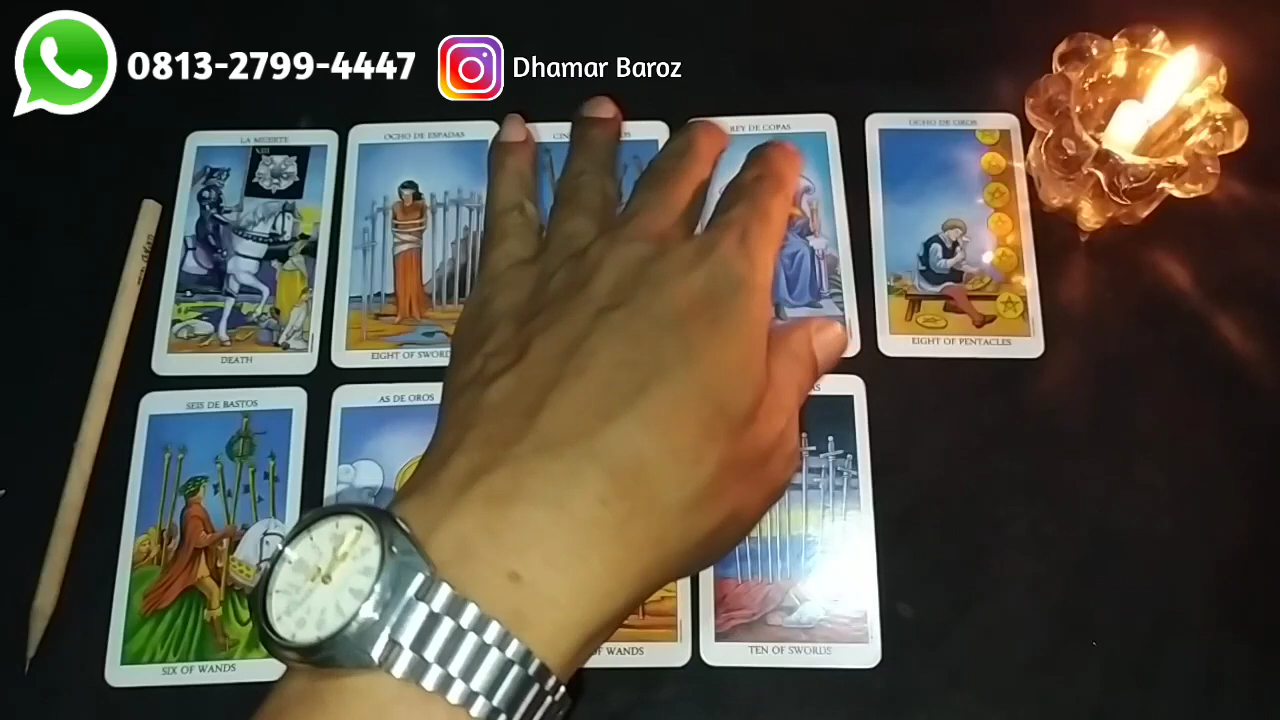 0813-2799-4447
Dhamar Baroz
LA MUERTE
XIII
DEATH
OCHO DE ESPADAS
EIGHT OF SWORD
REY DE COPAS
OCHO DE OROS
EIGHT OF PENTACLES
SEIS DE BASTOS
SIX OF WANDS
AS DE OROS
OF WANDS
TEN OF SWORDS